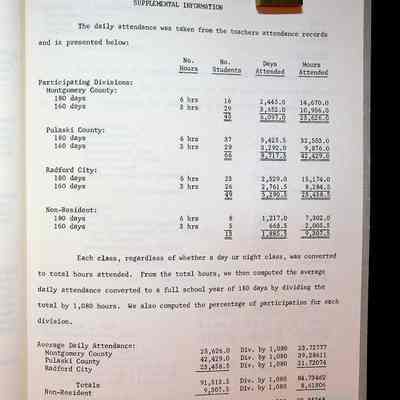 SUPPLEMENTAL INFORMATION
The daily attendance was taken from the teachers attendance records
and is presented below:
No. No. Days Hours
Hours Students Attended Attended
Participating Divisions:
Montgomery County:
180 days 6 hrs 16 2,445.0 14,670.0
160 days 3 hrs 29 3,652.0 10,956.0
45 6,097.0 25,626.0
Pulaski County:
180 days 6 hrs 37 5,425.5 32,553.0
160 days 3 hrs 29 3,292.0 9,876.0
66 8,717.5 42,429.0
Radford City:
180 days 6 hrs 23 2,529.0 15,174.0
160 days 3 hrs 26 2,761.5 8,284.5
49 5,290.5 23,458.5
Non-Resident:
180 days 6 hrs 8 1,217.0 7,302.0
160 days 3 hrs 5 668.5 2,005.5
13 1,885.5 9,307.5
Each class, regardless of whether a day or night class, was converted
to total hours attended. From the total hours, we then computed the average
daily attendance converted to a full school year of 180 days by dividing the
total by 1,080 hours. We also computed the percentage of participation for each
division.
Average Daily Attendance:
Montgomery County 25,626.0 Div. by 1,080 23.72777
Pulaski County 42,429.0 Div. by 1,080 39.28611
Radford City 23,458.5 Div. by 1,080 21.72074
Totals 91,513.5 Div. by 1,080 84.73462
Non-Resident 9,307.5 Div. by 1,080 8.61806